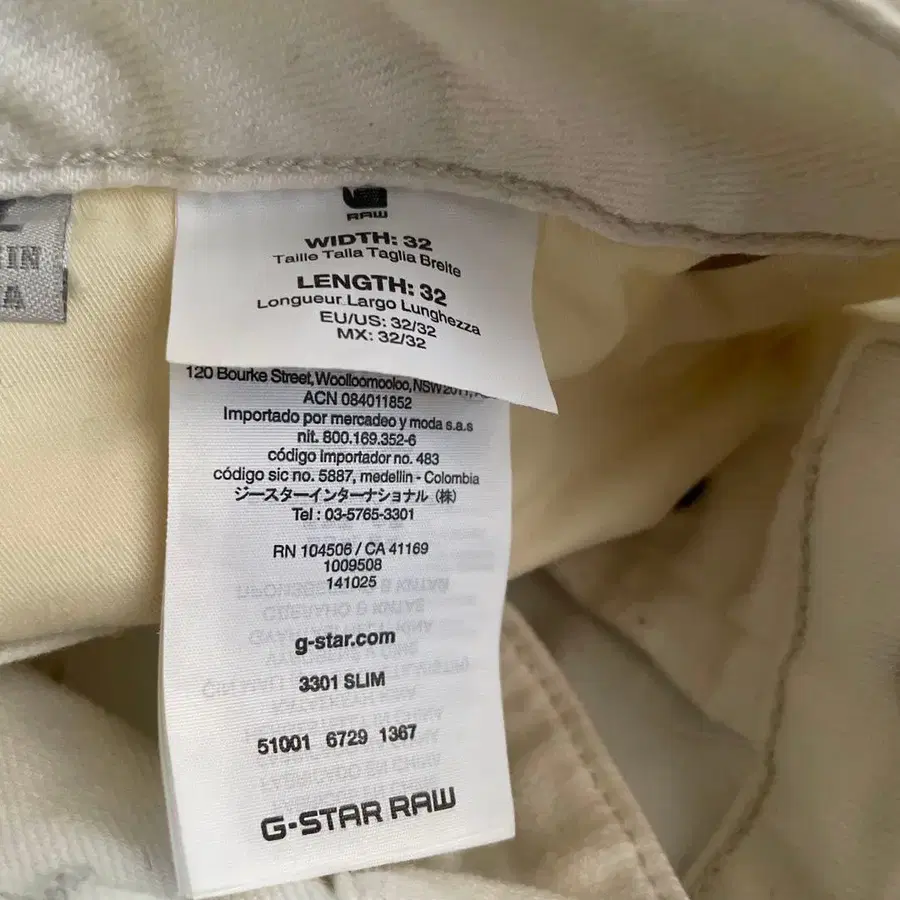 IN
A
RAW
WIDTH: 32
Taille Talla Taglia Breite
LENGTH: 32
Longueur Largo Lunghezza
EU/US: 32/32
MX: 32/32
120 Bourke Street, Woolloomooloo, NSW 2011,
ACN 084011852
Importado por mercadeo y moda s.a.s
nit. 800.169.352-6
código importador no. 483
código sic no. 5887, medellin - Colombia
ジースターインターナショナル（株）
Tel : 03-5765-3301
RN 104506 / CA 41169
1009508
141025
g-star.com
3301 SLIM
51001 6729 1367
G-STAR RAW